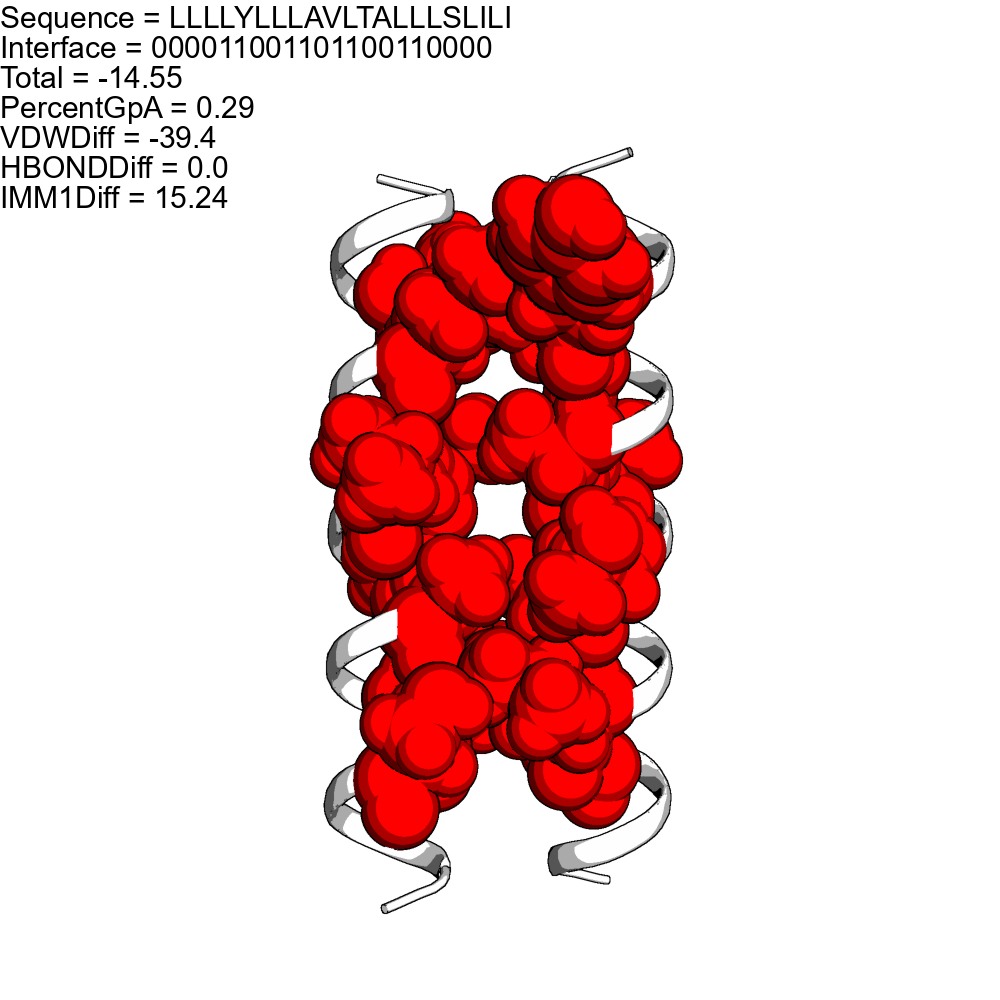 Sequence = LLLLYLLLAVLTALLLSLILI
Interface = 000011001101100110000
Total = -14.55
PercentGpA = 0.29
VDWDiff = -39.4
HBONDDiff = 0.0
IMM1Diff = 15.24